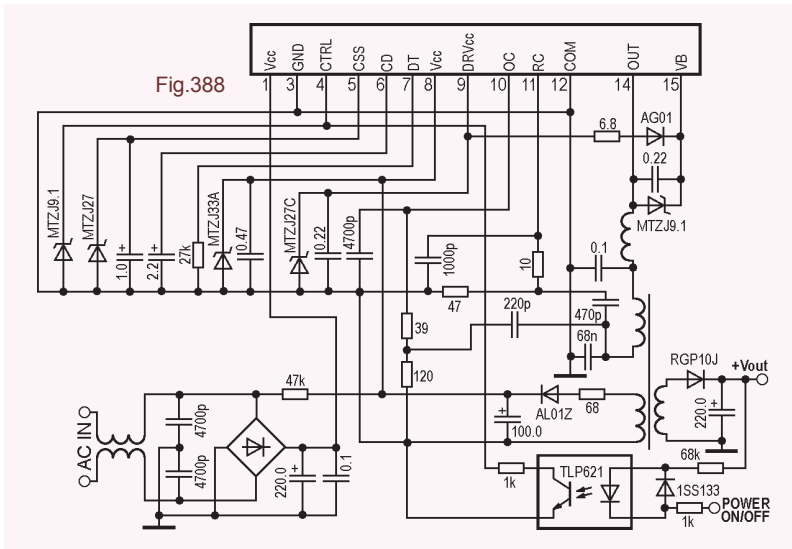 Fig.388
Vcc
GND
CTRL
CSS
CD
DT
Vcc
DRVcc
OC
RC
COM
OUT
VB
1
3
4
5
6
7
8
9
10
11
12
14
15
6.8
AG01
0.22
MTZJ9.1
MTZJ9.1
MTZJ27
+
1.0
+
2.2
27k
MTZJ33A
0.47
MTZJ27C
0.22
4700p
1000p
10
0.1
47
220p
470p
39
68n
120
RGP10J
+Vout
47k
AL01Z
68
+
220.0
AC IN
4700p
4700p
+
100.0
+
220.0
0.1
1k
TLP621
68k
1SS133
1k
POWER
ON/OFF